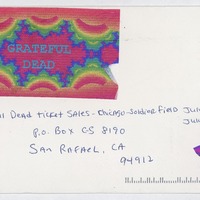 GRATEFUL
DEAD
Dead Ticket Sales - Chicago - Soldier Field
P.O. Box CS 8190
San Rafael, CA
94912